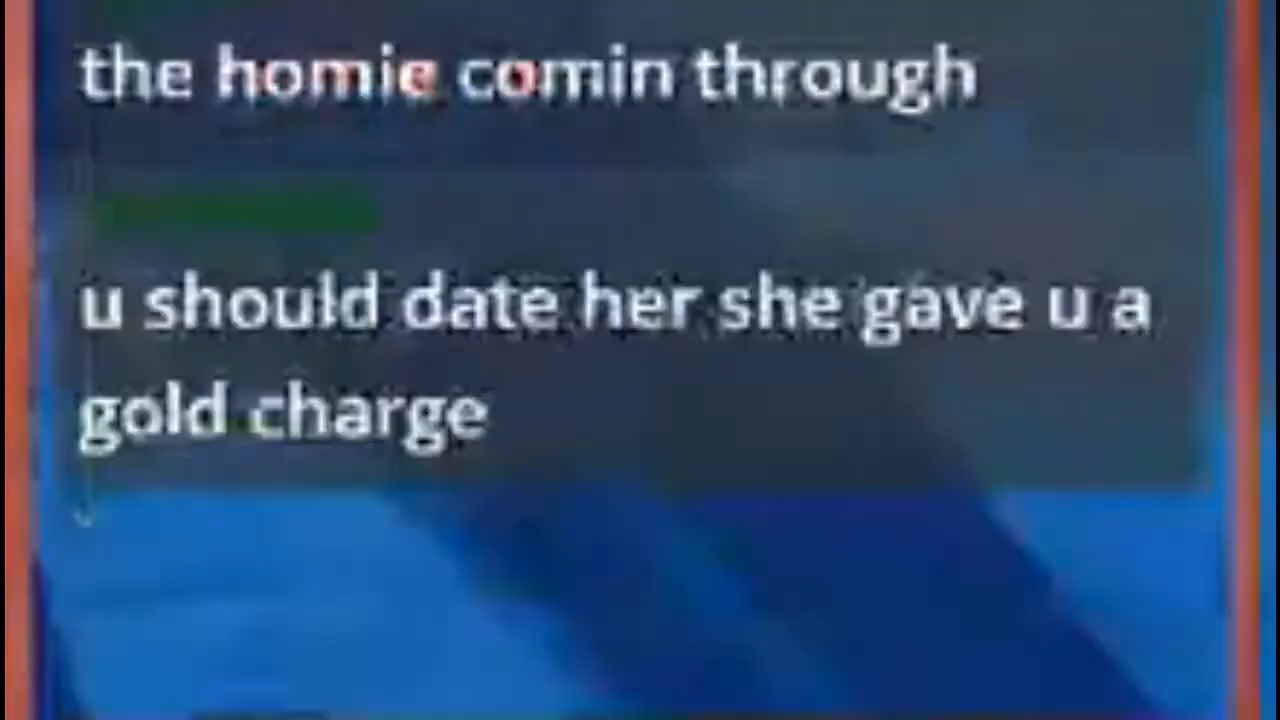 the homie comin through
u should date her she gave u a
gold charge